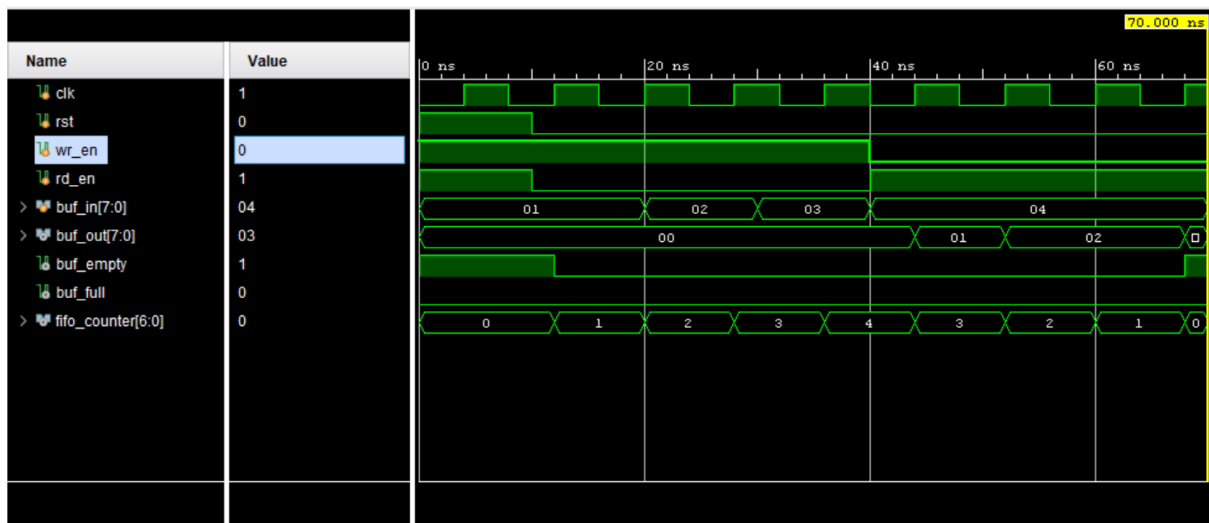 70.000 ns
Name Value
0 ns 20 ns 40 ns 60 ns
clk 1
rst 0
wr_en 0
rd_en 1
buf_in[7:0] 04 01 02 03 04
buf_out[7:0] 03 00 01 02
buf_empty 1
buf_full 0
fifo_counter[6:0] 0 0 1 2 3 4 3 2 1 0